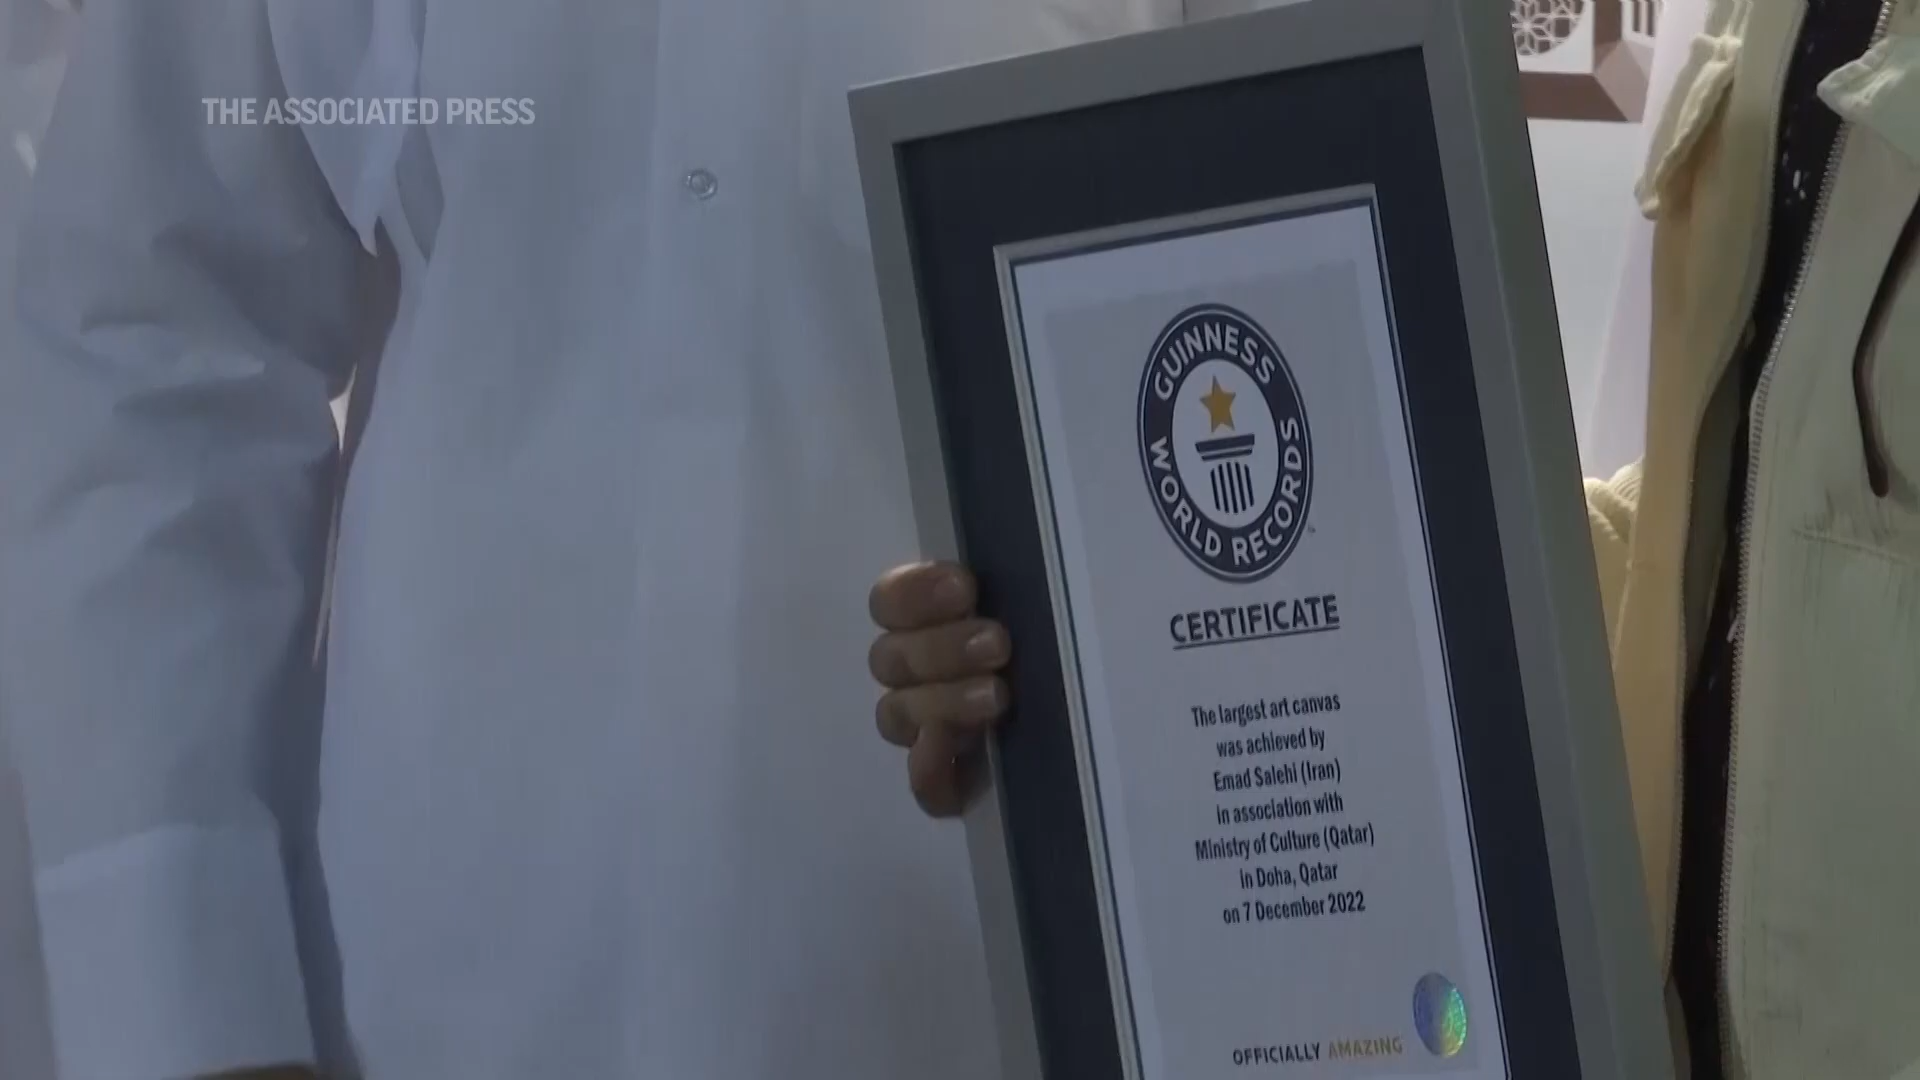 THE ASSOCIATED PRESS
GUINNESS
WORLD RECORDS
CERTIFICATE
The largest art canvas
was achieved by
Emad Salehi (Iran)
in association with
Ministry of Culture (Qatar)
in Doha, Qatar
on 7 December 2022
OFFICIALLY AMAZING